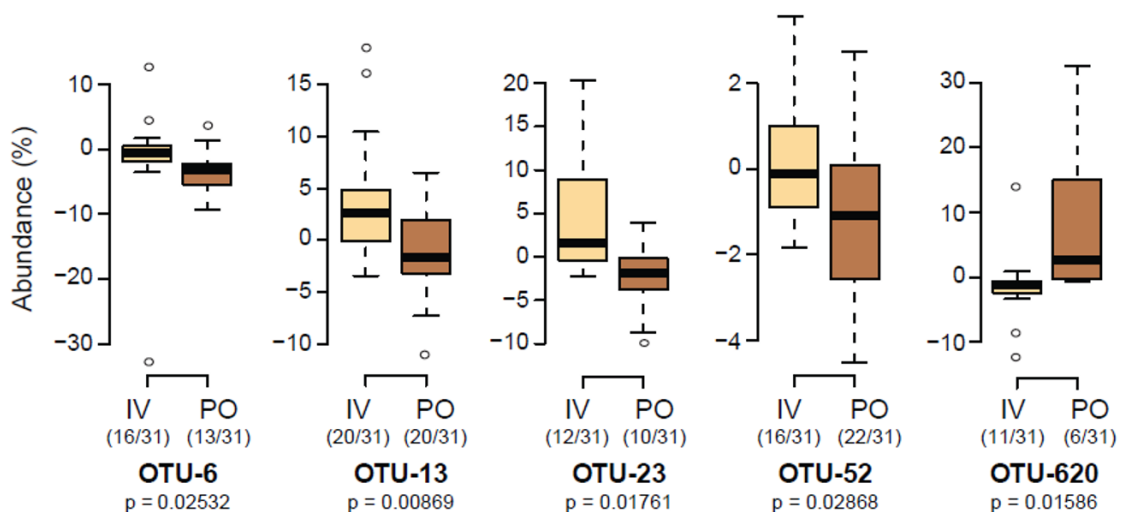 Abundance (%)
10
0
−10
−20
−30
IV PO
(16/31) (13/31)
OTU-6
p = 0.02532
15
10
5
0
−5
−10
IV PO
(20/31) (20/31)
OTU-13
p = 0.00869
20
15
10
5
0
−5
−10
IV PO
(12/31) (10/31)
OTU-23
p = 0.01761
2
0
−2
−4
IV PO
(16/31) (22/31)
OTU-52
p = 0.02868
30
20
10
0
−10
IV PO
(11/31) (6/31)
OTU-620
p = 0.01586